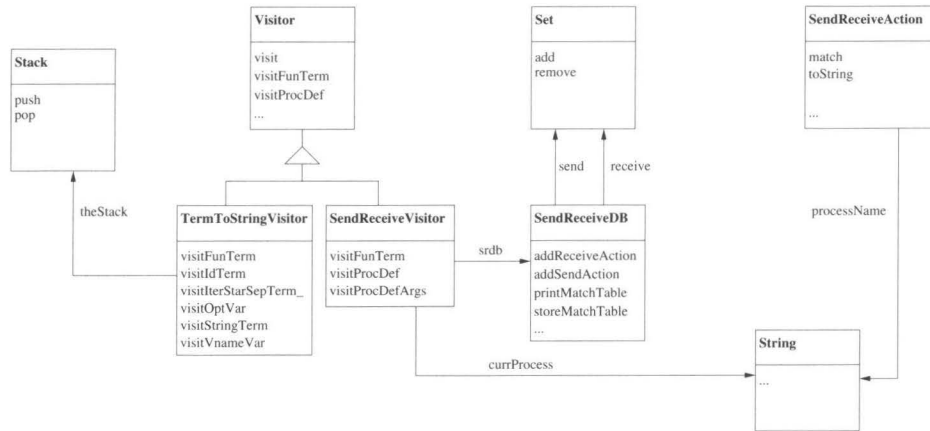 Visitor
visit
visitFunTerm
visitProcDef
...
Set
add
remove
SendReceiveAction
match
toString
...
Stack
push
pop
send
receive
theStack
processName
TermToStringVisitor
visitFunTerm
visitIdTerm
visitIterStarSepTerm_
visitOptVar
visitStringTerm
visitVnameVar
SendReceiveVisitor
visitFunTerm
visitProcDef
visitProcDefArgs
srdb
SendReceiveDB
addReceiveAction
addSendAction
printMatchTable
storeMatchTable
...
currProcess
String
...